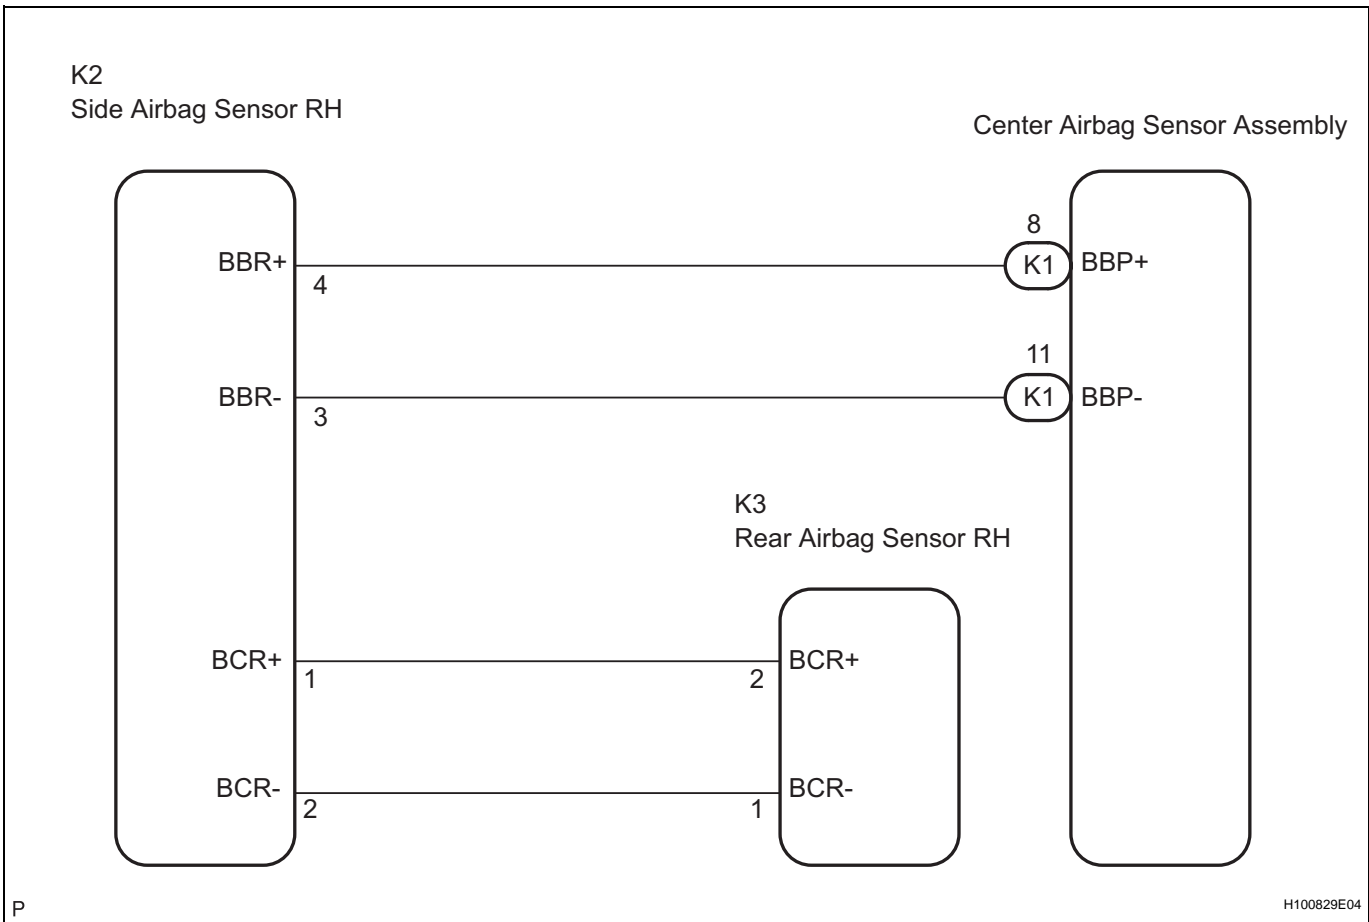 K2
Side Airbag Sensor RH
Center Airbag Sensor Assembly
8
BBR+
4
K1
BBP+
11
BBR-
3
K1
BBP-
K3
Rear Airbag Sensor RH
BCR+
1
2
BCR+
BCR-
2
1
BCR-
P
H100829E04